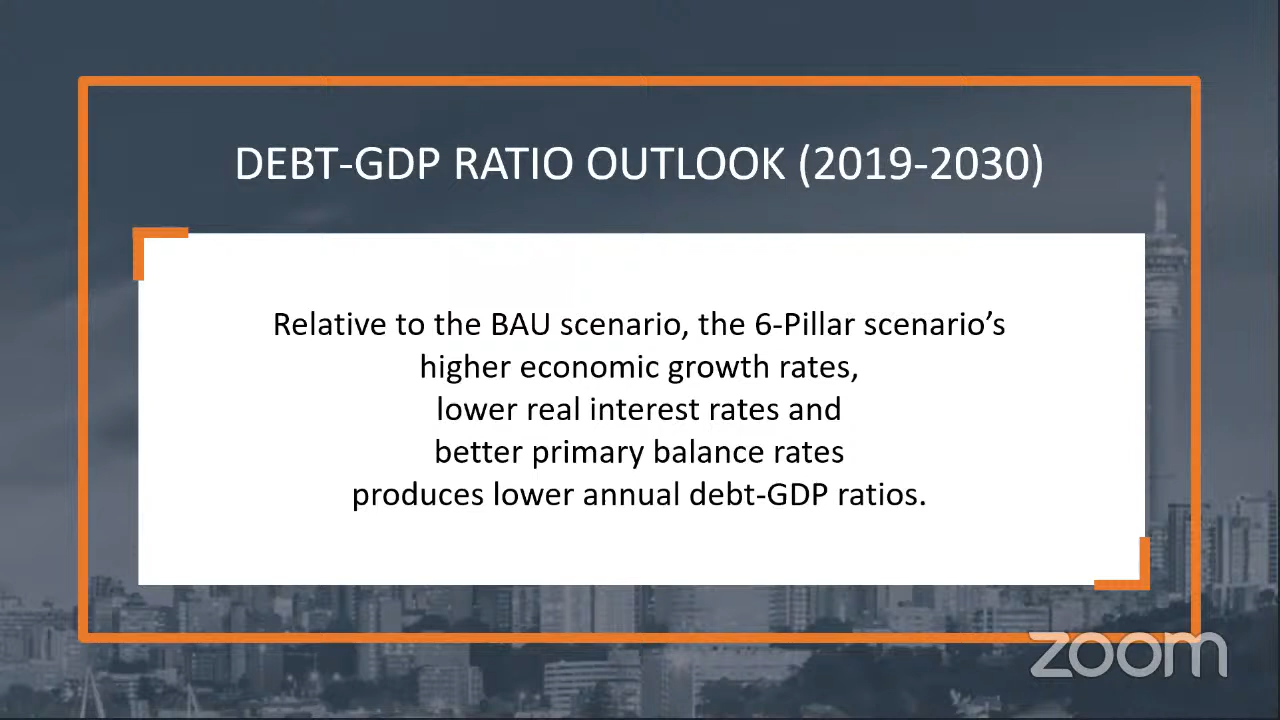 DEBT-GDP RATIO OUTLOOK (2019-2030)
Relative to the BAU scenario, the 6-Pillar scenario’s
higher economic growth rates,
lower real interest rates and
better primary balance rates
produces lower annual debt-GDP ratios.
zoom